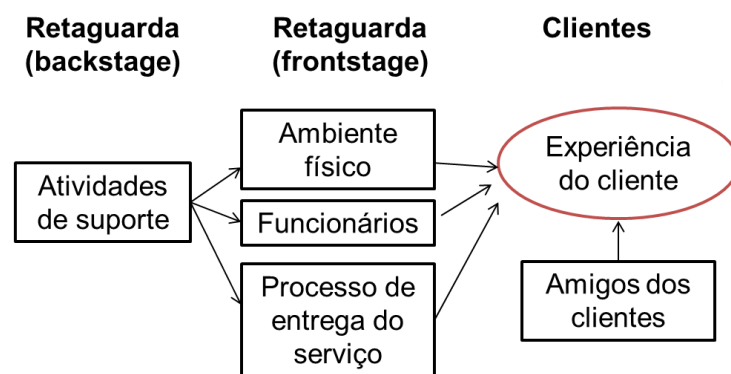 Retaguarda
(backstage)
Retaguarda
(frontstage)
Clientes
Atividades
de suporte
Ambiente
físico
Funcionários
Processo de
entrega do
serviço
Experiência
do cliente
Amigos dos
clientes